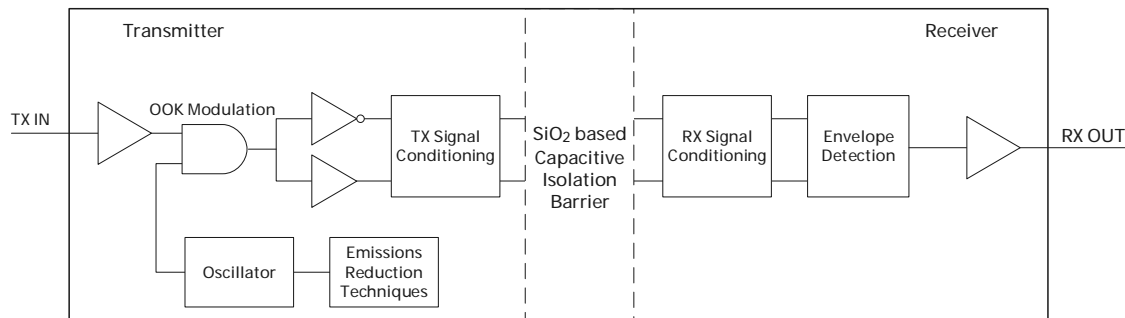 Transmitter
Receiver
OOK Modulation
TX IN
TX Signal
Conditioning
SiO₂ based
Capacitive
Isolation
Barrier
RX Signal
Conditioning
Envelope
Detection
RX OUT
Oscillator
Emissions
Reduction
Techniques